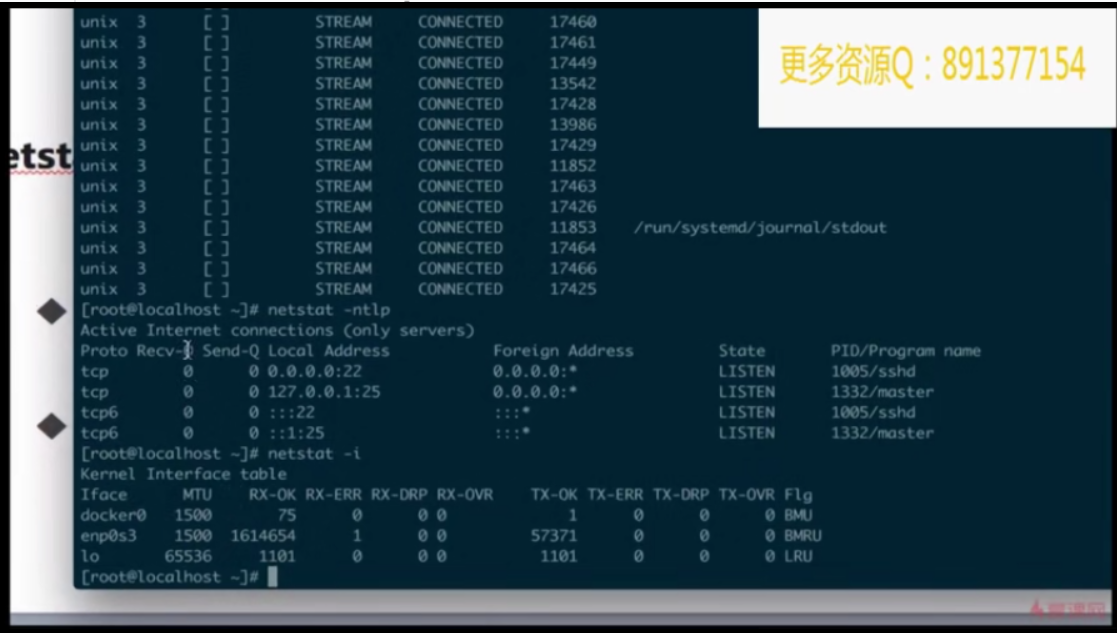 unix 3 [ ] STREAM CONNECTED 17460
unix 3 [ ] STREAM CONNECTED 17461
unix 3 [ ] STREAM CONNECTED 17449
unix 3 [ ] STREAM CONNECTED 13542
unix 3 [ ] STREAM CONNECTED 17428
unix 3 [ ] STREAM CONNECTED 13986
unix 3 [ ] STREAM CONNECTED 17429
unix 3 [ ] STREAM CONNECTED 11852
unix 3 [ ] STREAM CONNECTED 17463
unix 3 [ ] STREAM CONNECTED 17426
unix 3 [ ] STREAM CONNECTED 11853 /run/systemd/journal/stdout
unix 3 [ ] STREAM CONNECTED 17464
unix 3 [ ] STREAM CONNECTED 17466
unix 3 [ ] STREAM CONNECTED 17425
[root@localhost ~]# netstat -ntlp
Active Internet connections (only servers)
Proto Recv-Q Send-Q Local Address Foreign Address State PID/Program name
tcp 0 0 0.0.0.0:22 0.0.0.0:* LISTEN 1005/sshd
tcp 0 0 127.0.0.1:25 0.0.0.0:* LISTEN 1332/master
tcp6 0 0 :::22 :::* LISTEN 1005/sshd
tcp6 0 0 ::1:25 :::* LISTEN 1332/master
[root@localhost ~]# netstat -i
Kernel Interface table
Iface MTU RX-OK RX-ERR RX-DRP RX-OVR TX-OK TX-ERR TX-DRP TX-OVR Flg
docker0 1500 75 0 0 0 1 0 0 0 BMU
enp0s3 1500 1614654 1 0 0 57371 0 0 0 BMRU
lo 65536 1101 0 0 0 1101 0 0 0 LRU
[root@localhost ~]#
更多资源Q：891377154
etst
慕课网